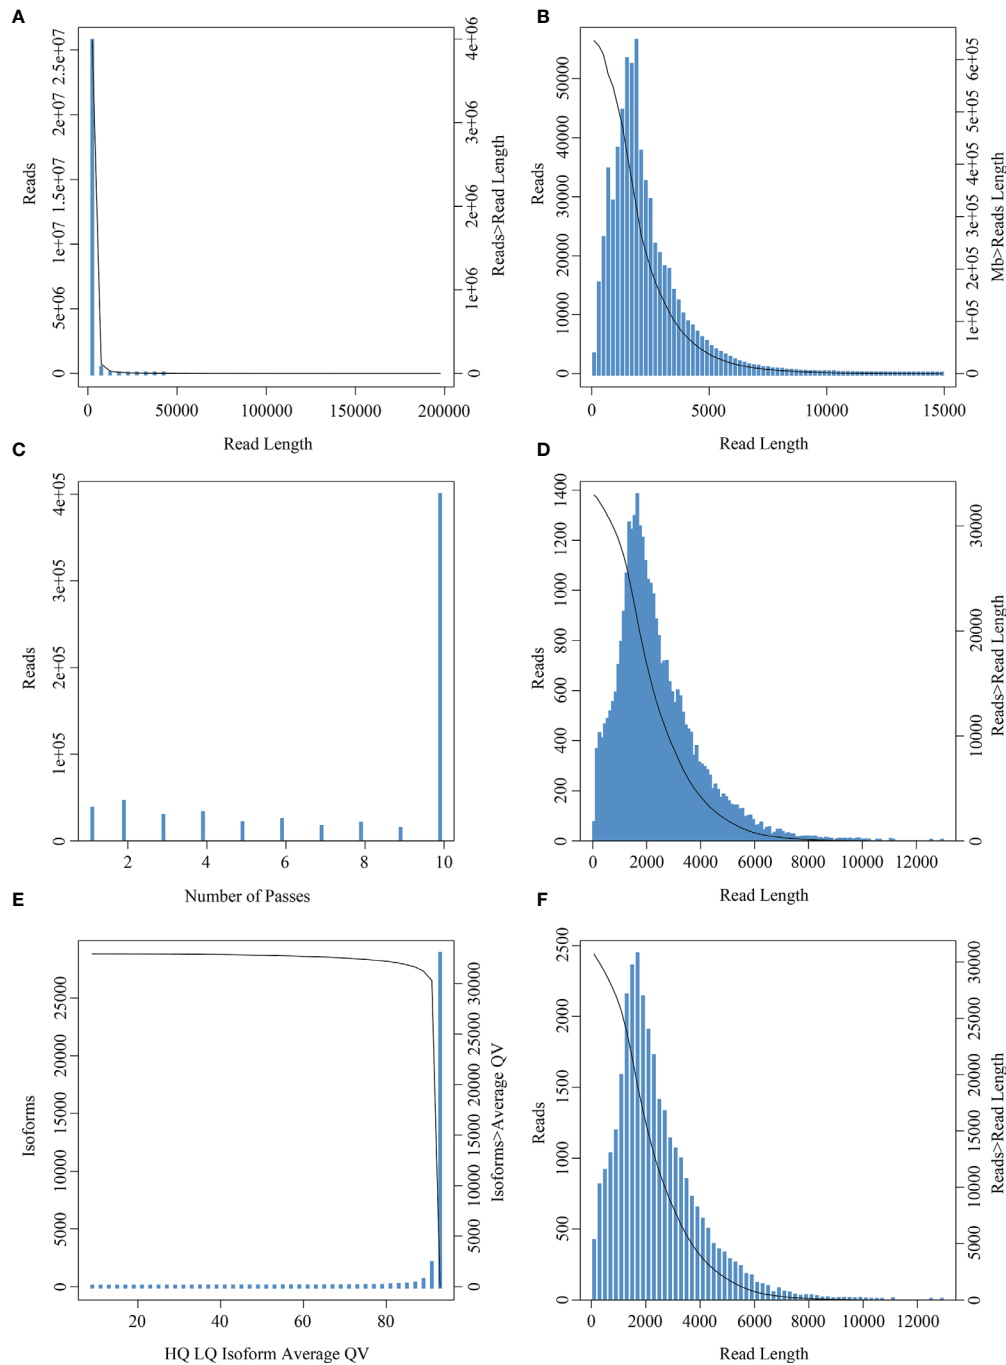 A
Reads
0 5e+06 1e+07 1.5e+07 2e+07 2.5e+07
0 1e+06 2e+06 3e+06 4e+06
Reads>Read Length
0 50000 100000 150000 200000
Read Length
B
Reads
0 10000 20000 30000 40000 50000
0 1e+05 2e+05 3e+05 4e+05 5e+05 6e+05
Mb>Reads Length
0 5000 10000 15000
Read Length
C
Reads
0 1e+05 2e+05 3e+05 4e+05
2 4 6 8 10
Number of Passes
D
Reads
0 200 400 600 800 1000 1200 1400
0 10000 20000 30000
Reads>Read Length
0 2000 4000 6000 8000 10000 12000
Read Length
E
Isoforms
0 5000 10000 15000 20000 25000
0 5000 10000 15000 20000 25000 30000
Isoforms>Average QV
20 40 60 80
HQ LQ Isoform Average QV
F
Reads
0 500 1000 1500 2000 2500
0 5000 10000 15000 20000 25000 30000
Reads>Read Length
0 2000 4000 6000 8000 10000 12000
Read Length